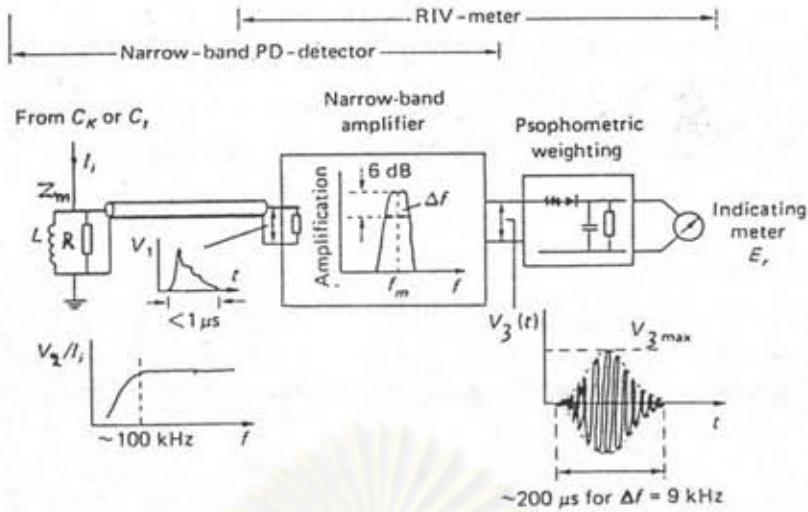 RIV-meter
Narrow-band PD-detector
From C_K or C_t
I_i
Z_m
L
R
V_1
t
<1 μs
V_2/I_i
~100 kHz
f
Narrow-band
amplifier
Amplification
6 dB
Δf
f_m
f
Psophometric
weighting
Indicating
meter
E_r
V_3(t)
V_3 max
t
~200 μs for Δf = 9 kHz